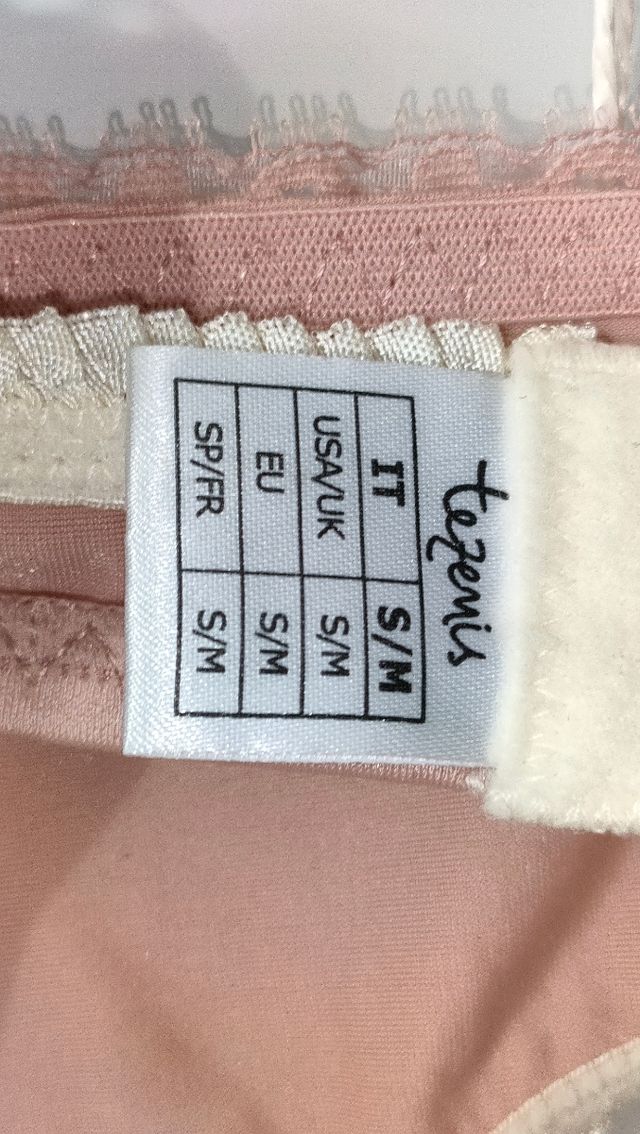 tezenis
IT S/M
USA/UK S/M
EU S/M
SP/FR S/M